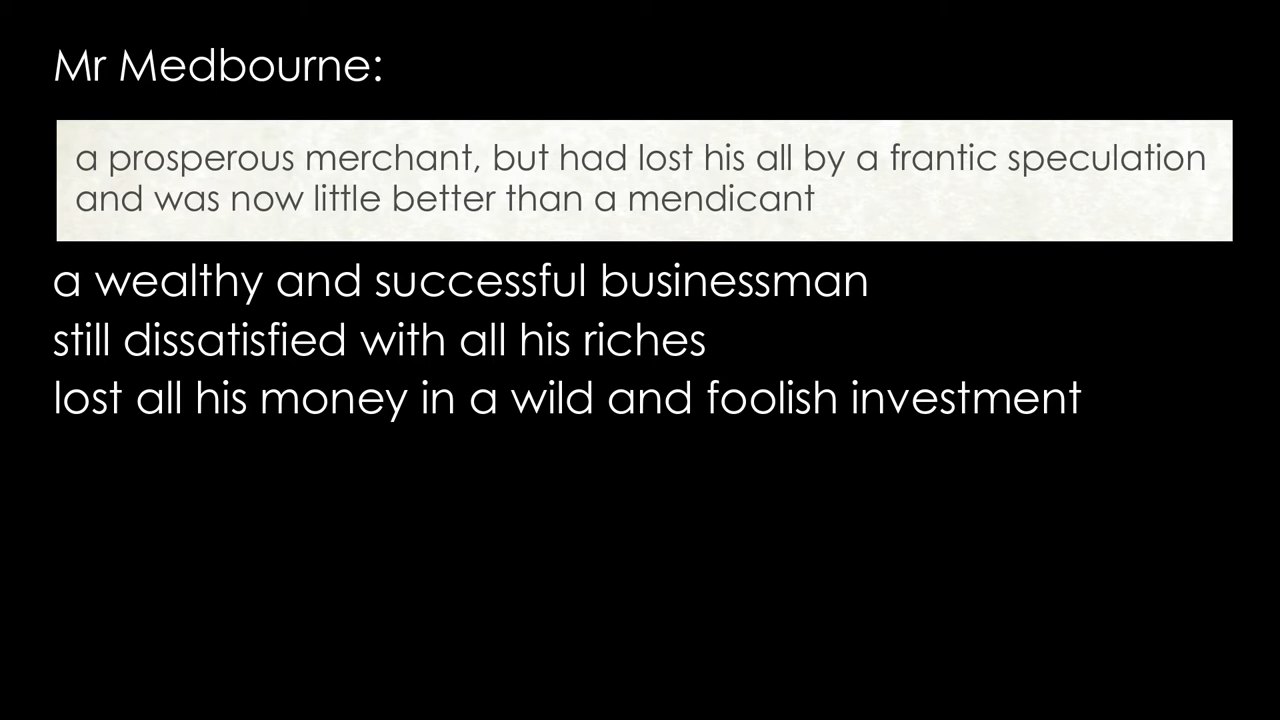 Mr Medbourne:
a prosperous merchant, but had lost his all by a frantic speculation
and was now little better than a mendicant
a wealthy and successful businessman
still dissatisfied with all his riches
lost all his money in a wild and foolish investment